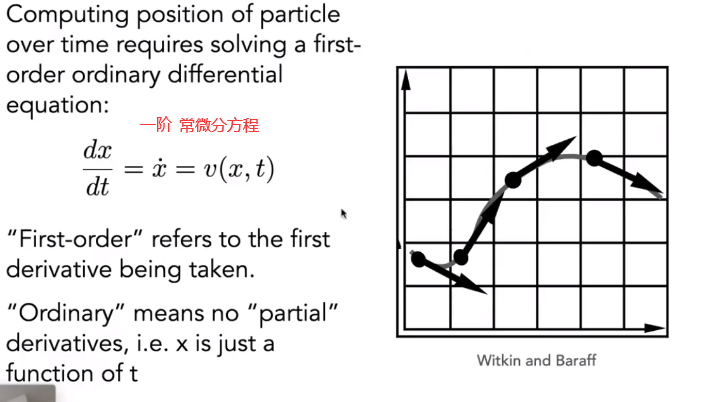 Computing position of particle
over time requires solving a first-
order ordinary differential
equation:
一阶 常微分方程
dx/dt = ẋ = v(x, t)
“First-order” refers to the first
derivative being taken.
“Ordinary” means no “partial”
derivatives, i.e. x is just a
function of t
Witkin and Baraff